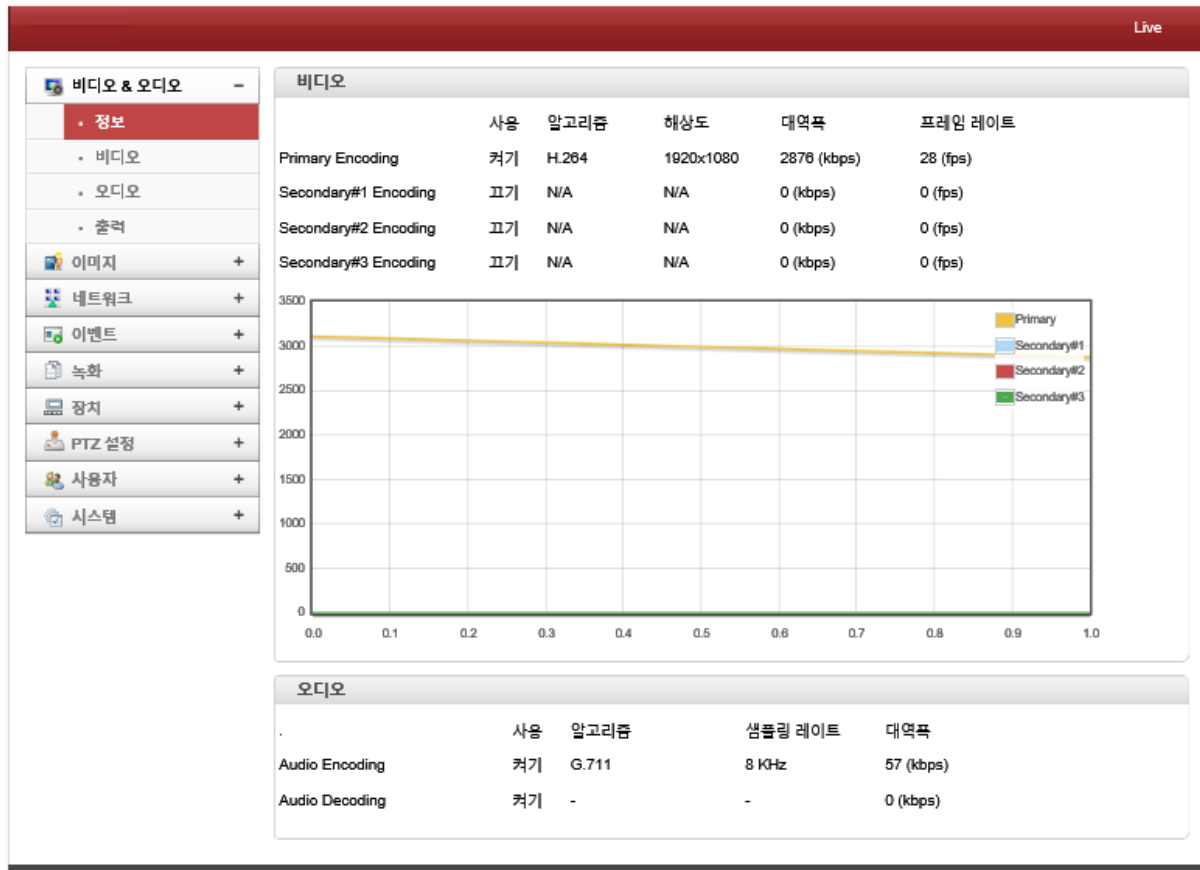 Live
비디오 & 오디오 −
정보
비디오
오디오
출력
이미지 +
네트워크 +
이벤트 +
녹화 +
장치 +
PTZ 설정 +
사용자 +
시스템 +
비디오
사용 알고리즘 해상도 대역폭 프레임 레이트
Primary Encoding 켜기 H.264 1920x1080 2876 (kbps) 28 (fps)
Secondary#1 Encoding 끄기 N/A N/A 0 (kbps) 0 (fps)
Secondary#2 Encoding 끄기 N/A N/A 0 (kbps) 0 (fps)
Secondary#3 Encoding 끄기 N/A N/A 0 (kbps) 0 (fps)
3500
3000
2500
2000
1500
1000
500
0
Primary
Secondary#1
Secondary#2
Secondary#3
0.0 0.1 0.2 0.3 0.4 0.5 0.6 0.7 0.8 0.9 1.0
오디오
. 사용 알고리즘 샘플링 레이트 대역폭
Audio Encoding 켜기 G.711 8 KHz 57 (kbps)
Audio Decoding 켜기 - - 0 (kbps)